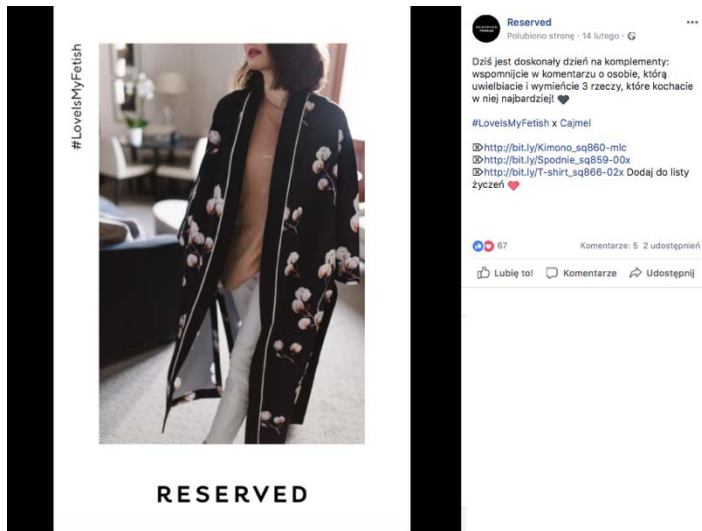 #LoveIsMyFetish
RESERVED
Reserved
Polubiono stronę · 14 lutego ·
Dziś jest doskonały dzień na komplementy:
wspomnijcie w komentarzu o osobie, którą
uwielbiacie i wymieńcie 3 rzeczy, które kochacie
w niej najbardziej! 🖤
#LoveIsMyFetish x Cajmel
⌦http://bit.ly/Kimono_sq860-mlc
⌦http://bit.ly/Spodnie_sq859-00x
⌦http://bit.ly/T-shirt_sq866-02x Dodaj do listy
życzeń ❤️
67 Komentarze: 5 2 udostępnień
Lubię to! Komentarze Udostępnij